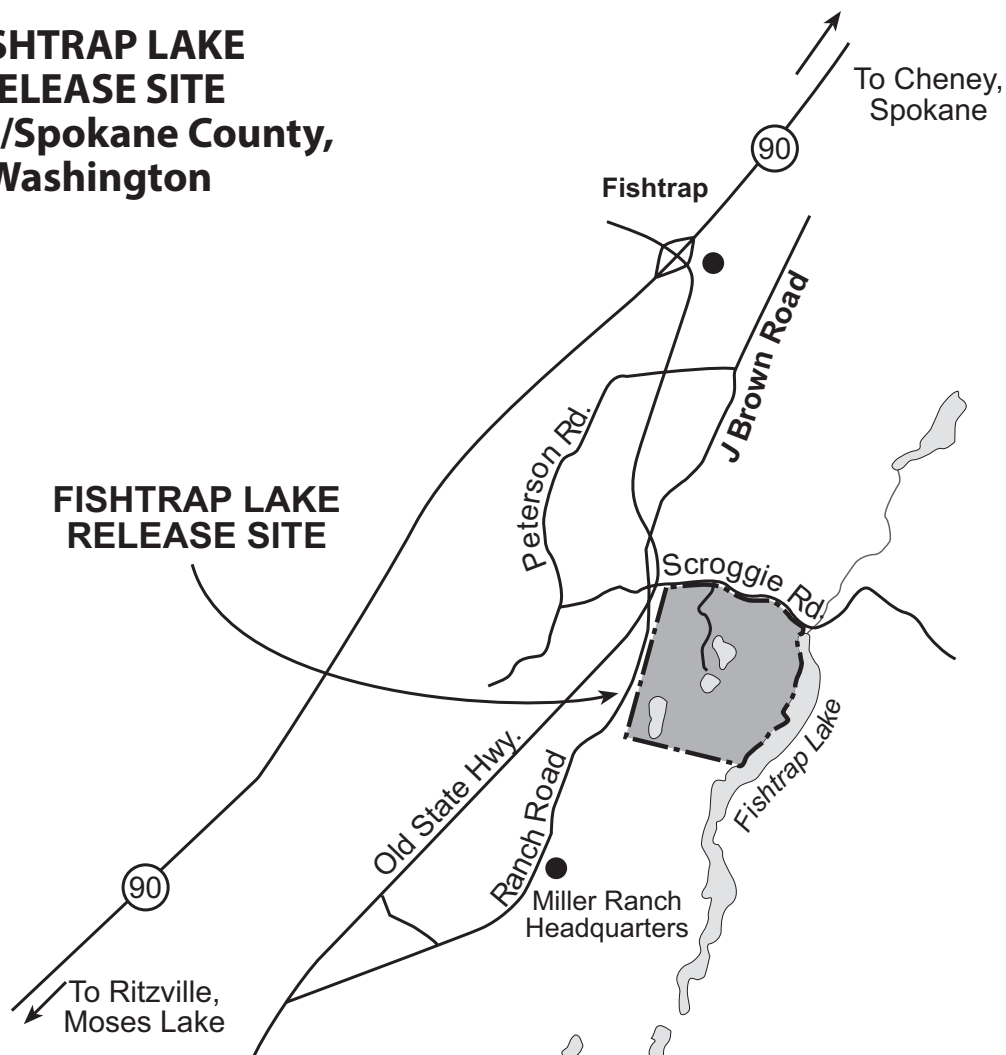 SHTRAP LAKE
ELEASE SITE
/Spokane County,
Washington
To Cheney,
Spokane
90
Fishtrap
J Brown Road
Peterson Rd.
FISHTRAP LAKE
RELEASE SITE
Scroggie Rd.
Fishtrap Lake
Old State Hwy.
Ranch Road
90
Miller Ranch
Headquarters
To Ritzville,
Moses Lake